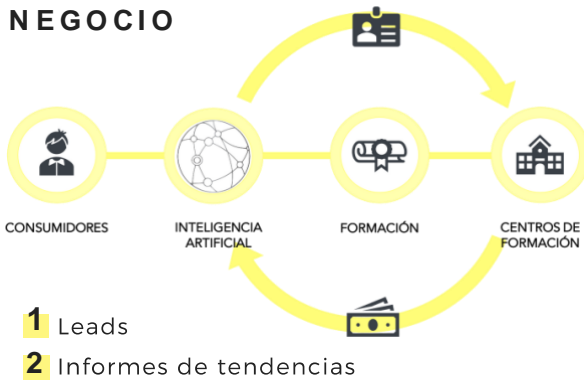 NEGOCIO
CONSUMIDORES
INTELIGENCIA
ARTIFICIAL
FORMACIÓN
CENTROS DE
FORMACIÓN
1 Leads
2 Informes de tendencias